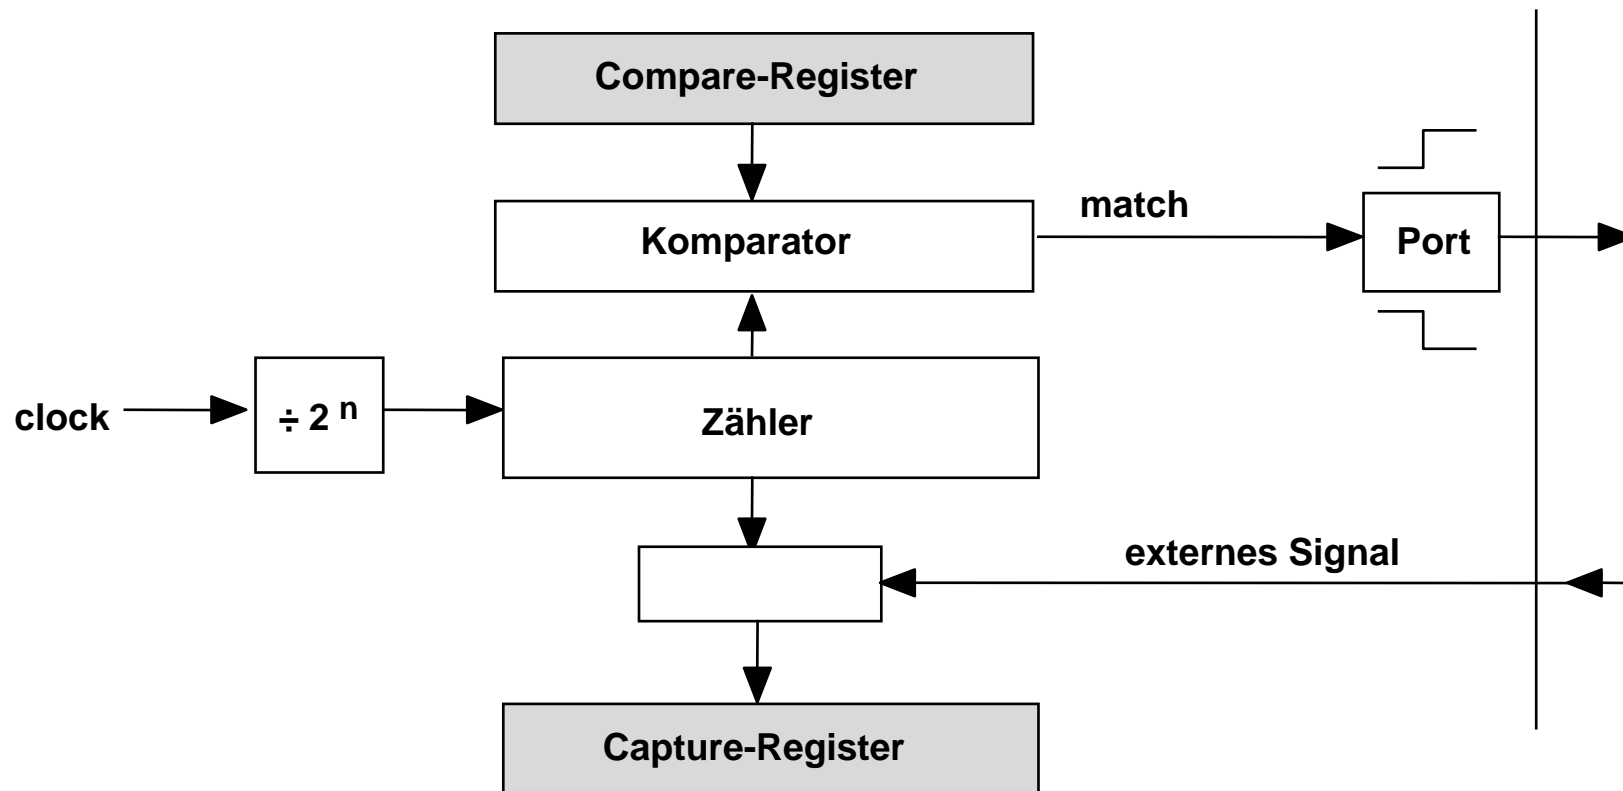 Compare-Register
match
Komparator
Port
clock
÷ 2 n
Zähler
externes Signal
Capture-Register